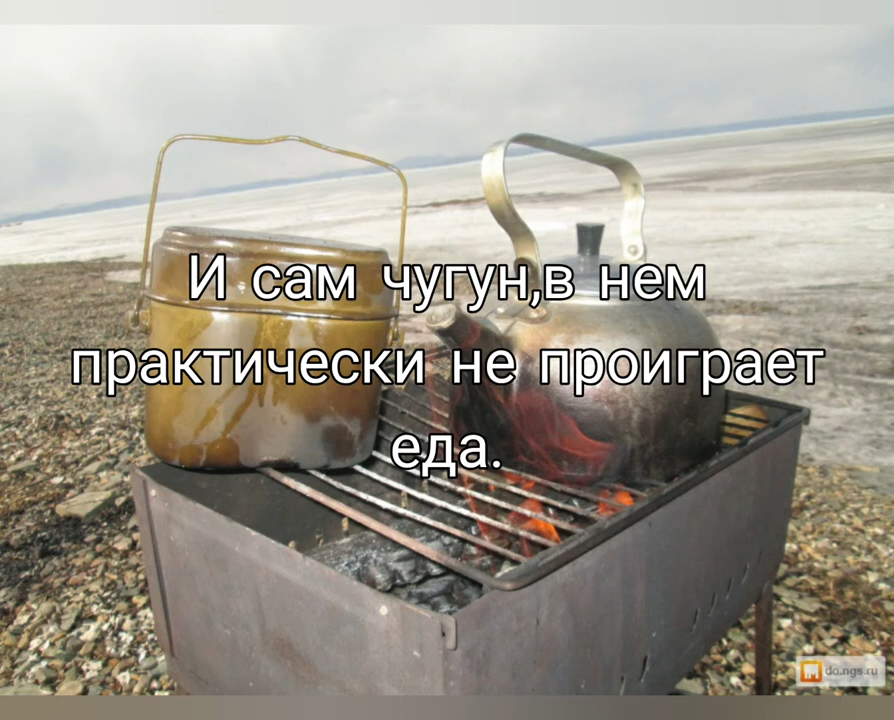 И сам чугун,в нем
практически не проиграет
еда.
do.ngs.ru